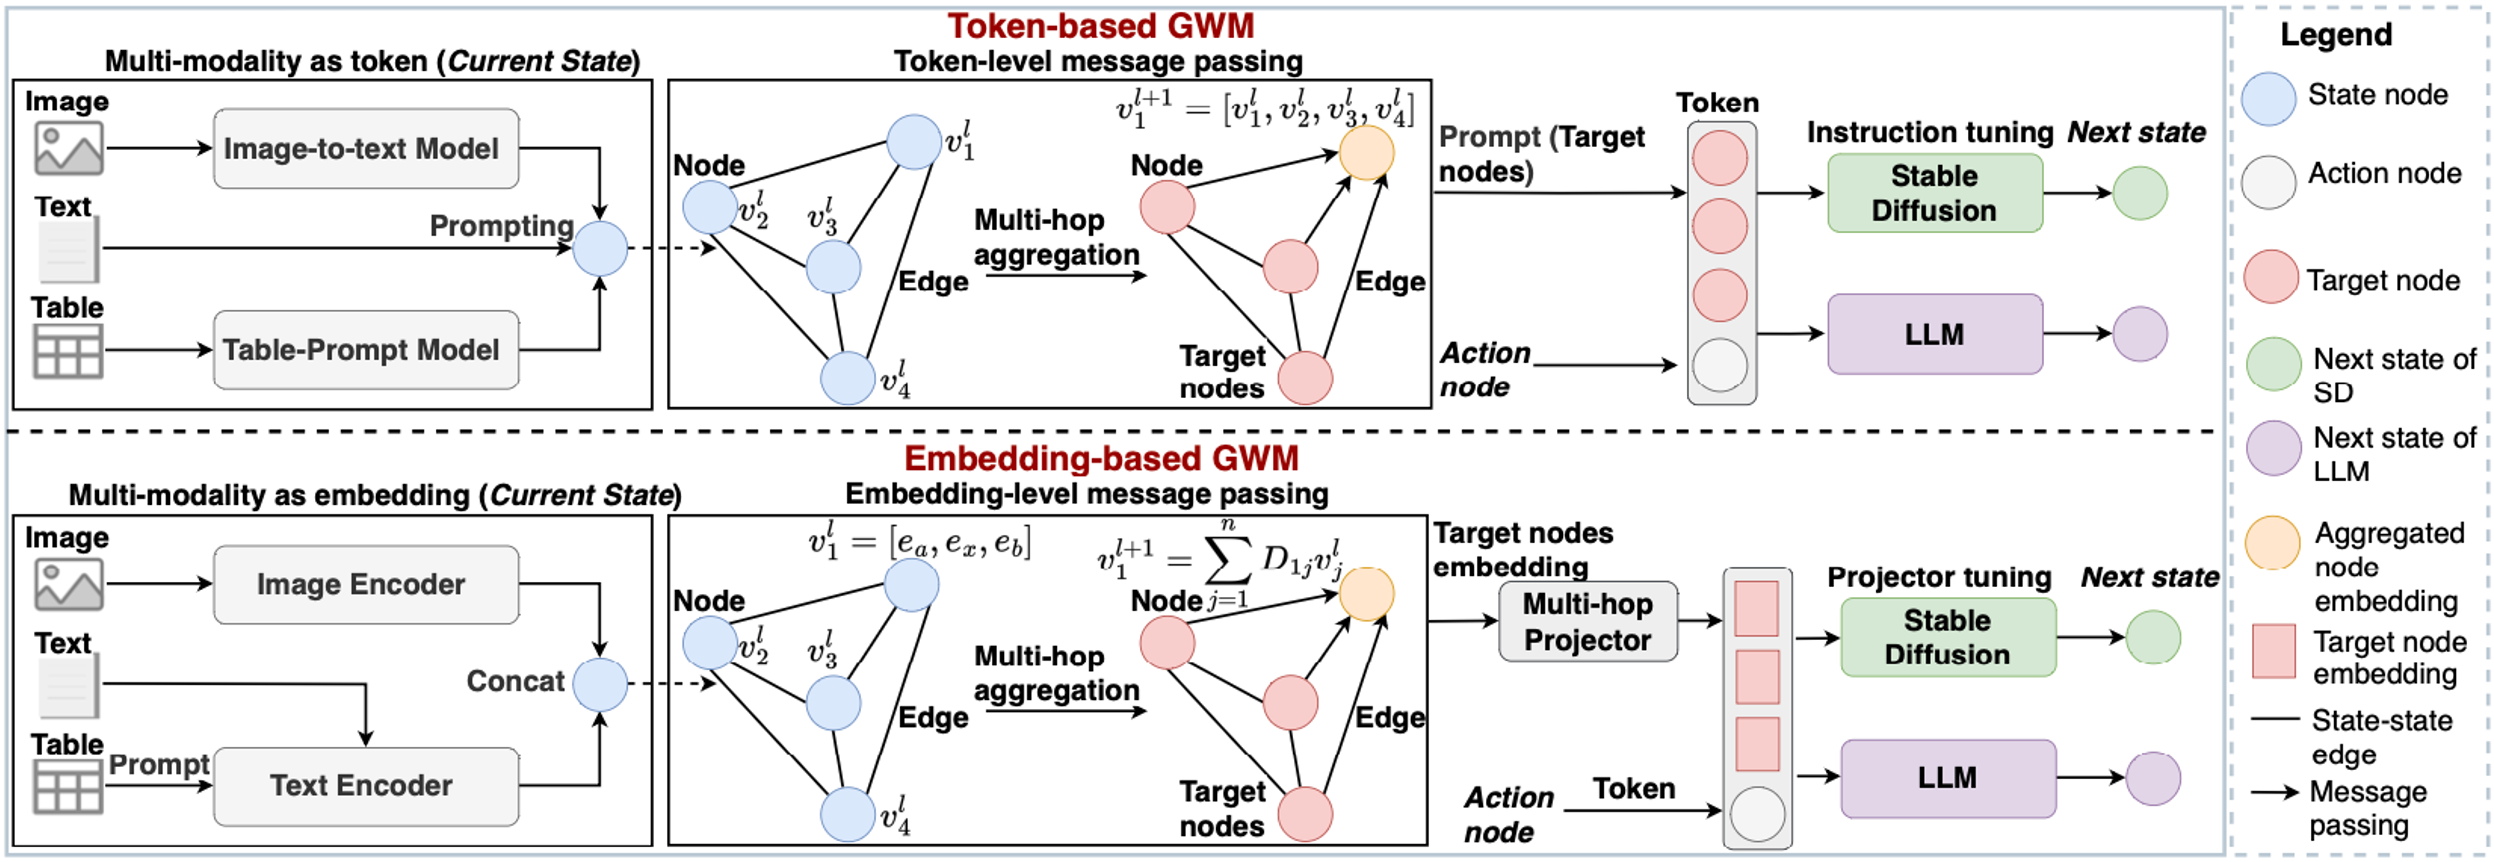 Token-based GWM
Multi-modality as token (Current State)
Token-level message passing
Image
Image-to-text Model
Text
Prompting
Table
Table-Prompt Model
v_1^{l+1} = [v_1^l, v_2^l, v_3^l, v_4^l]
Node
v_1^l
v_2^l
v_3^l
v_4^l
Edge
Multi-hop
aggregation
Node
Edge
Target
nodes
Prompt (Target
nodes)
Action
node
Token
Instruction tuning
Next state
Stable
Diffusion
LLM
Embedding-based GWM
Multi-modality as embedding (Current State)
Embedding-level message passing
Image
Image Encoder
Text
Concat
Table
Prompt
Text Encoder
v_1^l = [e_a, e_x, e_b]
v_1^{l+1} = \sum_{j=1}^{n} D_{1j} v_j^l
Node
v_2^l
v_3^l
v_4^l
Edge
Multi-hop
aggregation
Node
Edge
Target
nodes
Target nodes
embedding
Multi-hop
Projector
Action
node
Token
Projector tuning
Next state
Stable
Diffusion
LLM
Legend
State node
Action node
Target node
Next state of
SD
Next state of
LLM
Aggregated
node
embedding
Target node
embedding
State-state
edge
Message
passing